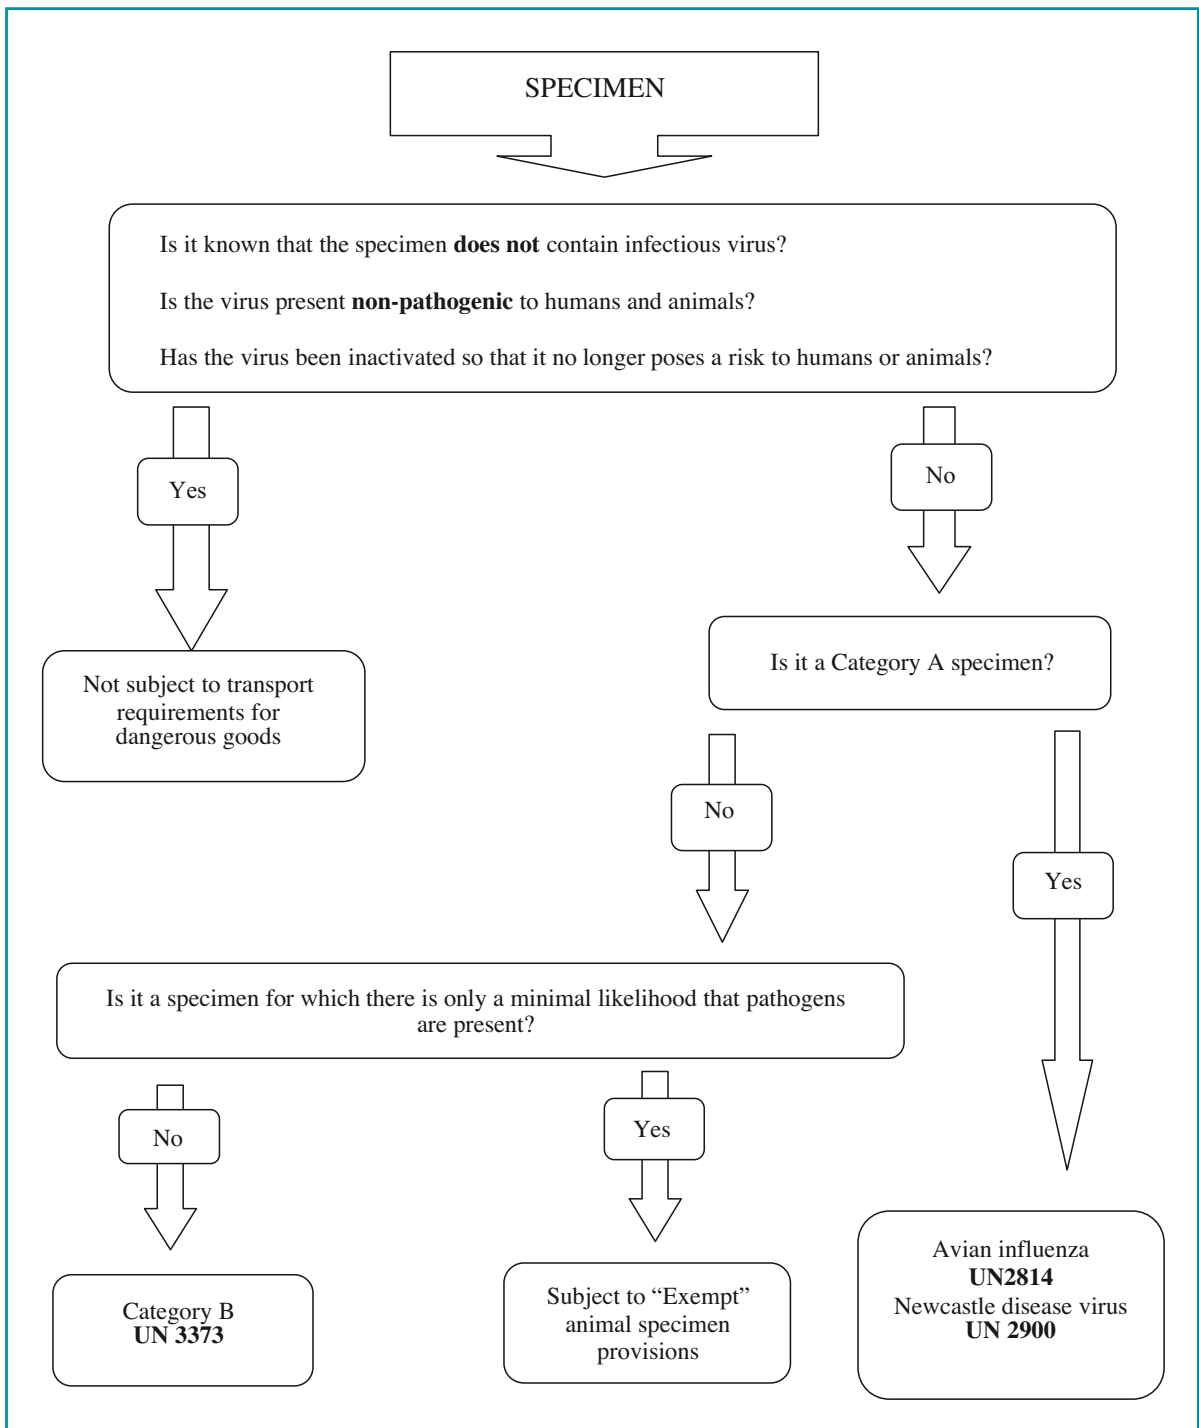 SPECIMEN
Is it known that the specimen does not contain infectious virus?
Is the virus present non-pathogenic to humans and animals?
Has the virus been inactivated so that it no longer poses a risk to humans or animals?
Yes
No
Not subject to transport
requirements for
dangerous goods
Is it a Category A specimen?
No
Yes
Is it a specimen for which there is only a minimal likelihood that pathogens
are present?
No
Yes
Category B
UN 3373
Subject to “Exempt”
animal specimen
provisions
Avian influenza
UN2814
Newcastle disease virus
UN 2900